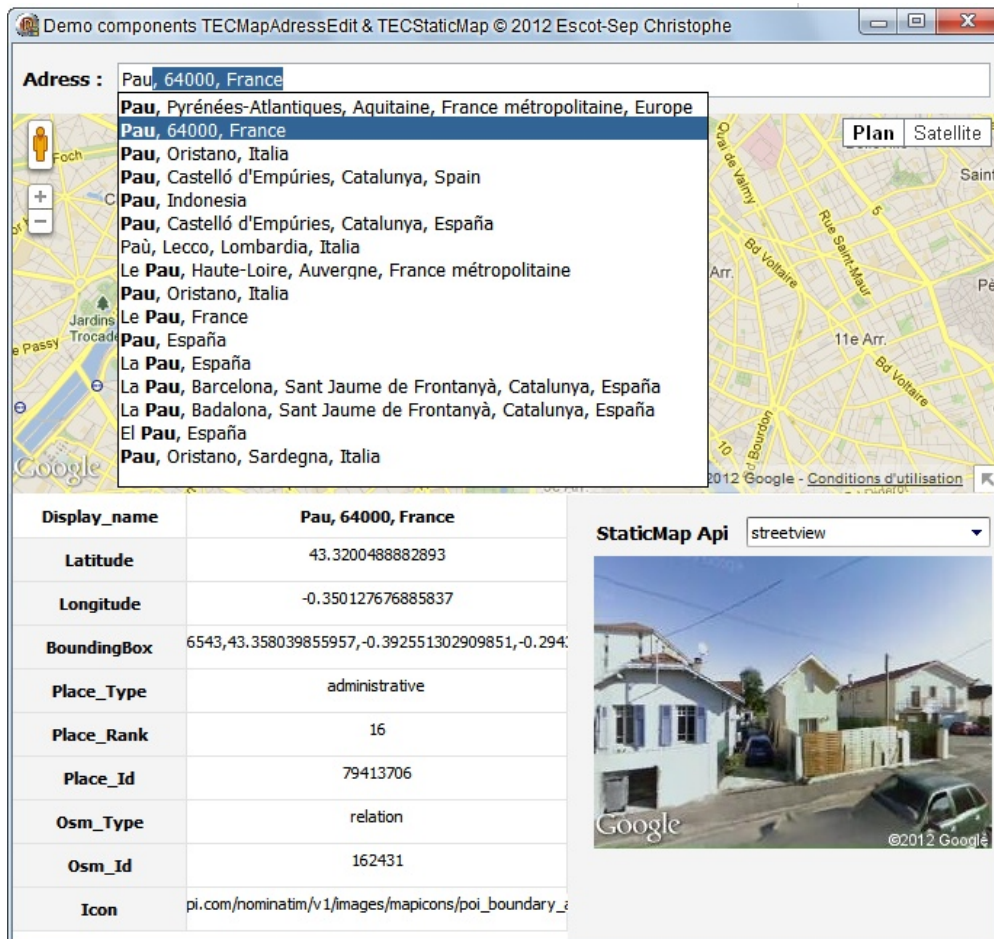 Demo components TECMapAdressEdit & TECStaticMap © 2012 Escot-Sep Christophe
Adress :
Pau, 64000, France
Pau, Pyrénées-Atlantiques, Aquitaine, France métropolitaine, Europe
Pau, 64000, France
Pau, Oristano, Italia
Pau, Castelló d'Empúries, Catalunya, Spain
Pau, Indonesia
Pau, Castelló d'Empúries, Catalunya, España
Paù, Lecco, Lombardia, Italia
Le Pau, Haute-Loire, Auvergne, France métropolitaine
Pau, Oristano, Italia
Le Pau, France
Pau, España
La Pau, España
La Pau, Barcelona, Sant Jaume de Frontanyà, Catalunya, España
La Pau, Badalona, Sant Jaume de Frontanyà, Catalunya, España
El Pau, España
Pau, Oristano, Sardegna, Italia
Plan
Satellite
Foch
Jardins
Trocadé
e Passy
Google
Quai de Valmy
Saint
Rue Saint-Maur
Bd Voltaire
Arr.
Pè
11e Arr.
Bd Voltaire
d Bourdon
10
5
2012 Google - Conditions d'utilisation
Display_name
Pau, 64000, France
Latitude
43.3200488882893
Longitude
-0.350127676885837
BoundingBox
6543,43.358039855957,-0.392551302909851,-0.294
Place_Type
administrative
Place_Rank
16
Place_Id
79413706
Osm_Type
relation
Osm_Id
162431
Icon
pi.com/nominatim/v1/images/mapicons/poi_boundary_a
StaticMap Api
streetview
Google
©2012 Google